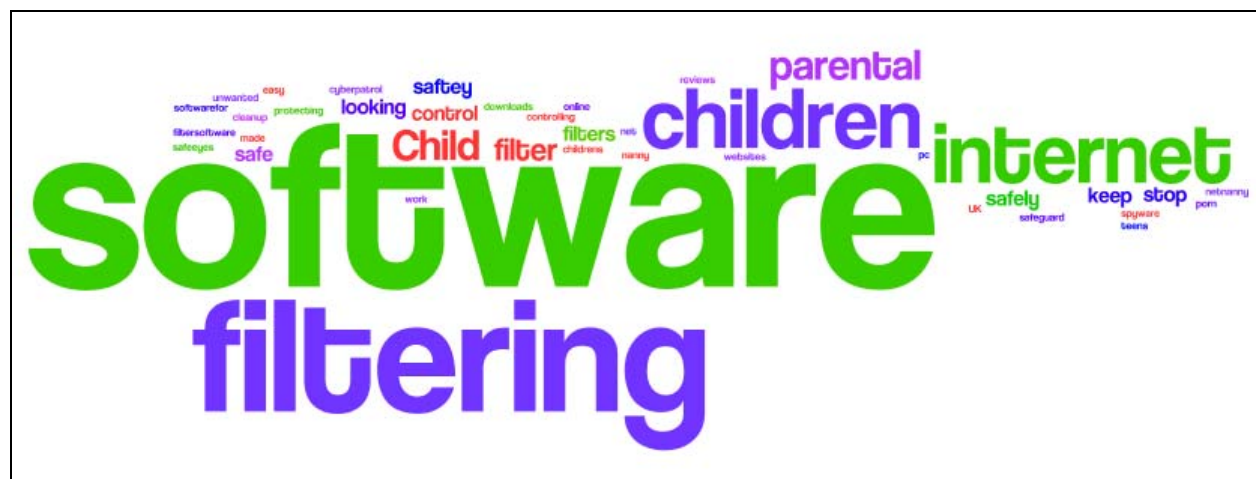 parental
reviews
easy
cyberpatrol
saftey
unwanted
softwarefor
protecting
looking
control
downloads
online
children
cleanup
controlling
filtersoftware
made
Child
filter
filters
net
internet
safeeyes
safe
childrens
nanny
websites
pc
software
work
keep
stop
netnanny
safely
porn
UK
safeguard
spyware
teens
filtering